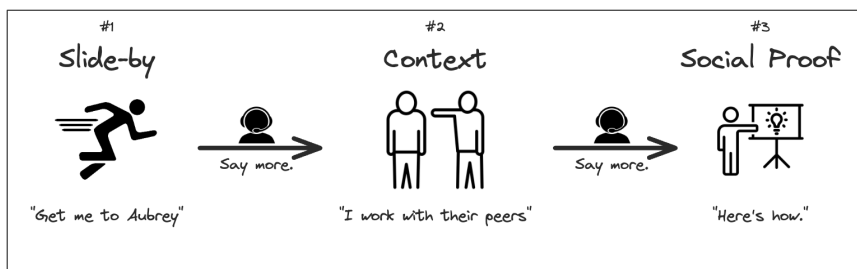 #1
Slide-by
"Get me to Aubrey"
Say more.
#2
Context
"I work with their peers"
Say more.
#3
Social Proof
"Here's how."